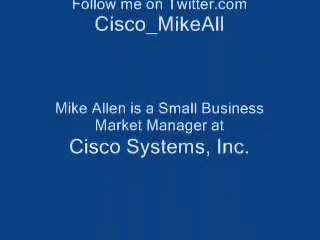 Follow me on Twitter.com
Cisco_MikeAll
Mike Allen is a Small Business
Market Manager at
Cisco Systems, Inc.